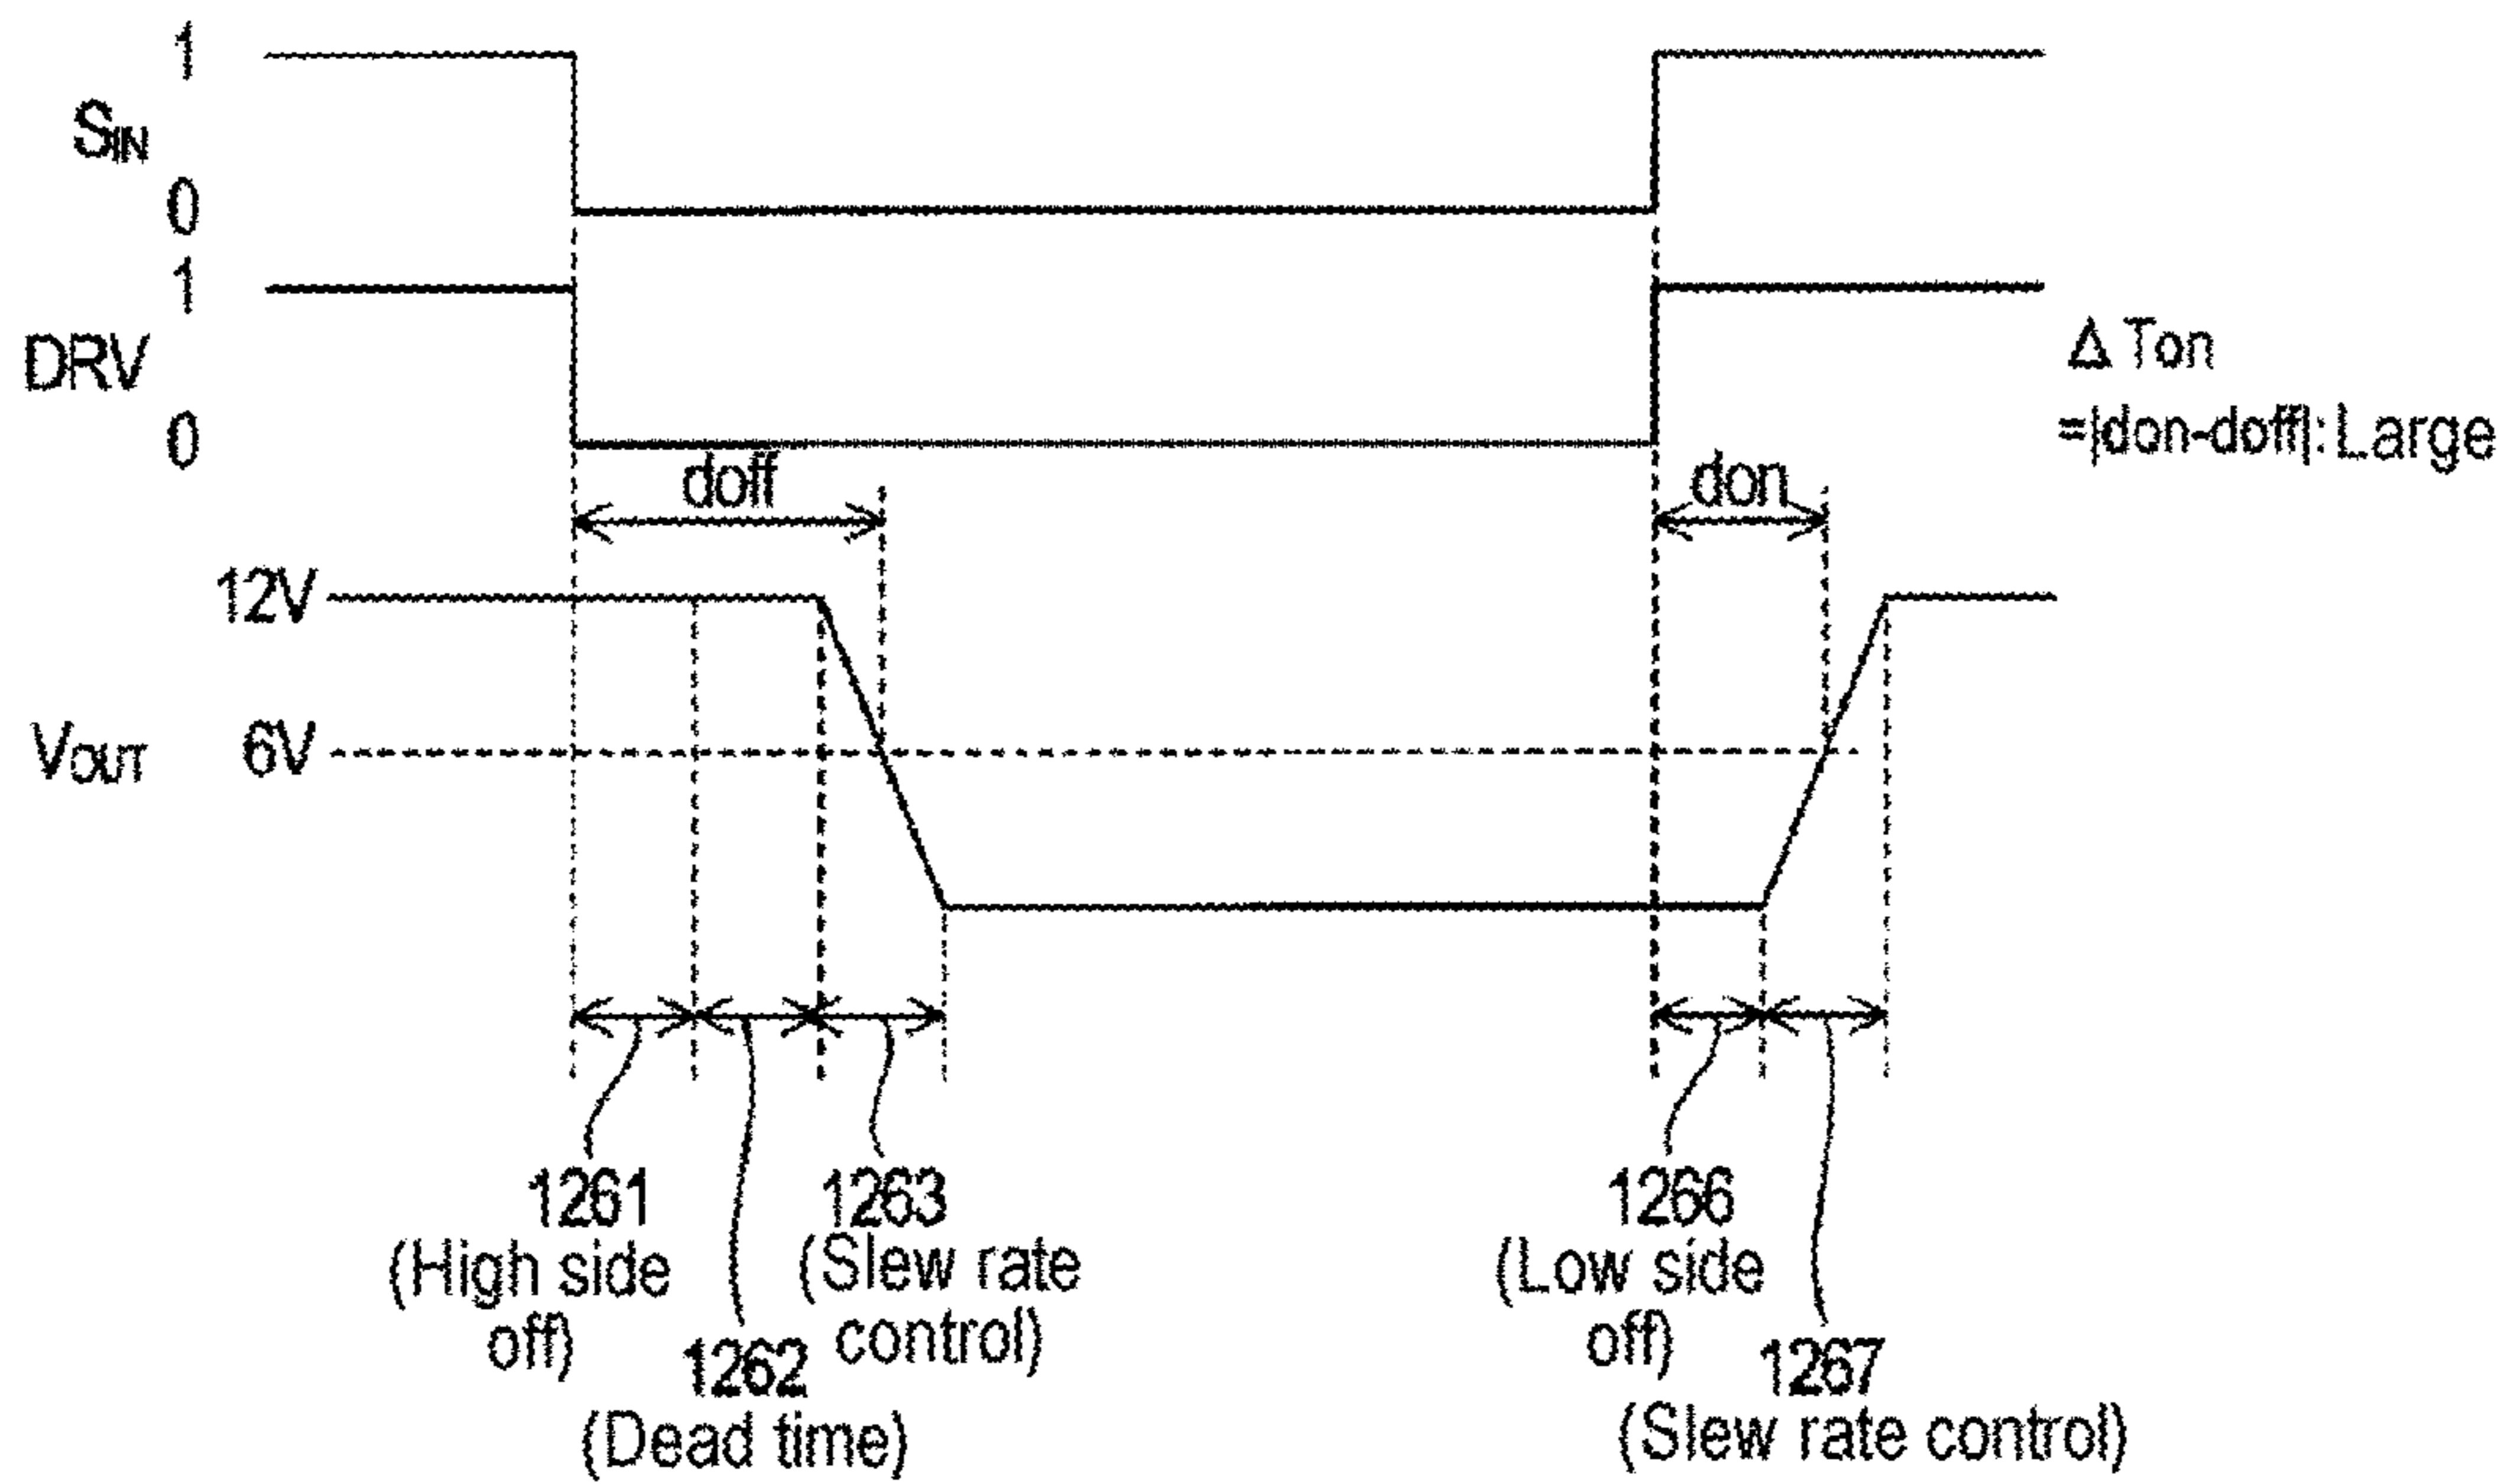 1
SIN
0
1
DRV
0
Δ Ton
=|don-doff|: Large
doff
don
12V
VOUT 6V
1261
(High side
off)
1262
(Dead time)
1263
(Slew rate
control)
1266
(Low side
off)
1267
(Slew rate control)